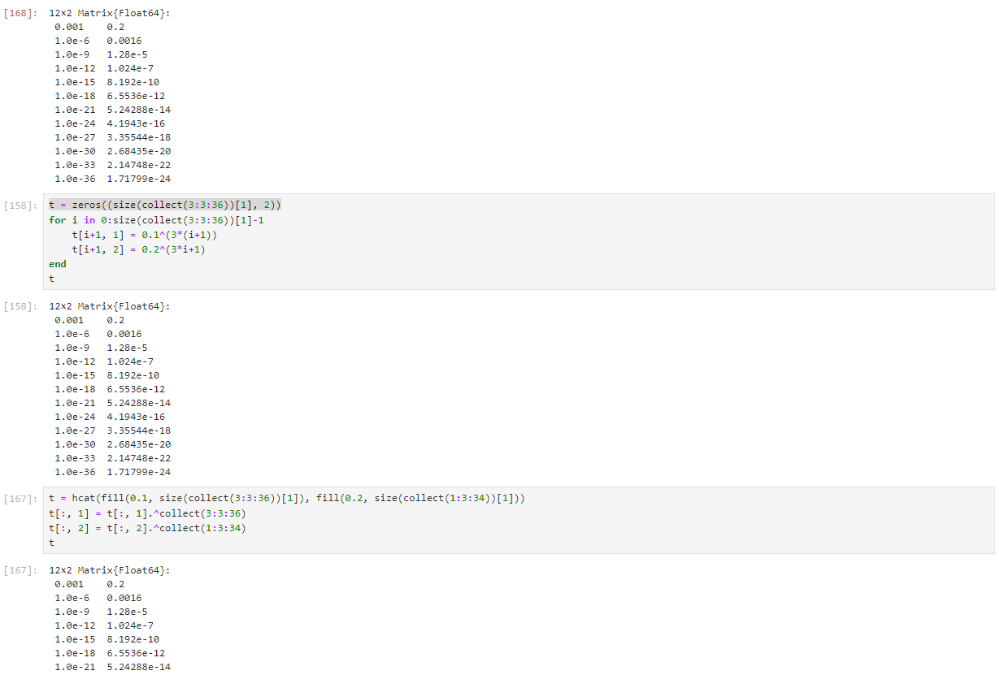 [168]: 12×2 Matrix{Float64}:
0.001 0.2
1.0e-6 0.0016
1.0e-9 1.28e-5
1.0e-12 1.024e-7
1.0e-15 8.192e-10
1.0e-18 6.5536e-12
1.0e-21 5.24288e-14
1.0e-24 4.1943e-16
1.0e-27 3.35544e-18
1.0e-30 2.68435e-20
1.0e-33 2.14748e-22
1.0e-36 1.71799e-24
[158]: t = zeros((size(collect(3:3:36))[1], 2))
for i in 0:size(collect(3:3:36))[1]-1
    t[i+1, 1] = 0.1^(3*(i+1))
    t[i+1, 2] = 0.2^(3*i+1)
end
t
[158]: 12×2 Matrix{Float64}:
0.001 0.2
1.0e-6 0.0016
1.0e-9 1.28e-5
1.0e-12 1.024e-7
1.0e-15 8.192e-10
1.0e-18 6.5536e-12
1.0e-21 5.24288e-14
1.0e-24 4.1943e-16
1.0e-27 3.35544e-18
1.0e-30 2.68435e-20
1.0e-33 2.14748e-22
1.0e-36 1.71799e-24
[167]: t = hcat(fill(0.1, size(collect(3:3:36))[1]), fill(0.2, size(collect(1:3:34))[1]))
t[:, 1] = t[:, 1].^collect(3:3:36)
t[:, 2] = t[:, 2].^collect(1:3:34)
t
[167]: 12×2 Matrix{Float64}:
0.001 0.2
1.0e-6 0.0016
1.0e-9 1.28e-5
1.0e-12 1.024e-7
1.0e-15 8.192e-10
1.0e-18 6.5536e-12
1.0e-21 5.24288e-14